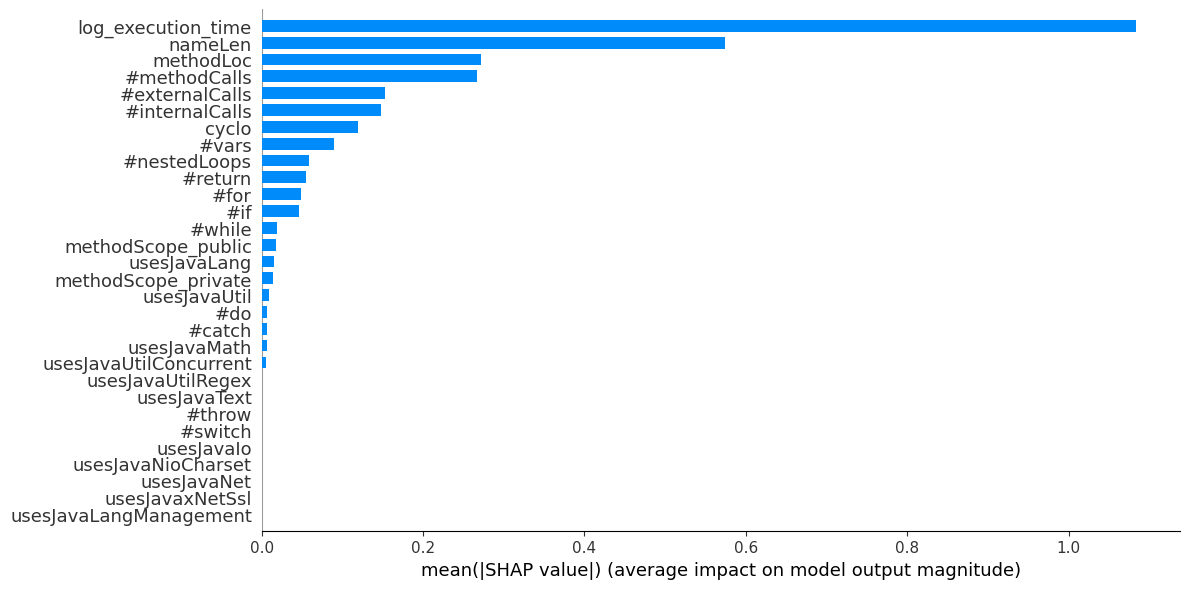 log_execution_time
nameLen
methodLoc
#methodCalls
#externalCalls
#internalCalls
cyclo
#vars
#nestedLoops
#return
#for
#if
#while
methodScope_public
usesJavaLang
methodScope_private
usesJavaUtil
#do
#catch
usesJavaMath
usesJavaUtilConcurrent
usesJavaUtilRegex
usesJavaText
#throw
#switch
usesJavaIo
usesJavaNioCharset
usesJavaNet
usesJavaxNetSsl
usesJavaLangManagement
0.0 0.2 0.4 0.6 0.8 1.0
mean(|SHAP value|) (average impact on model output magnitude)